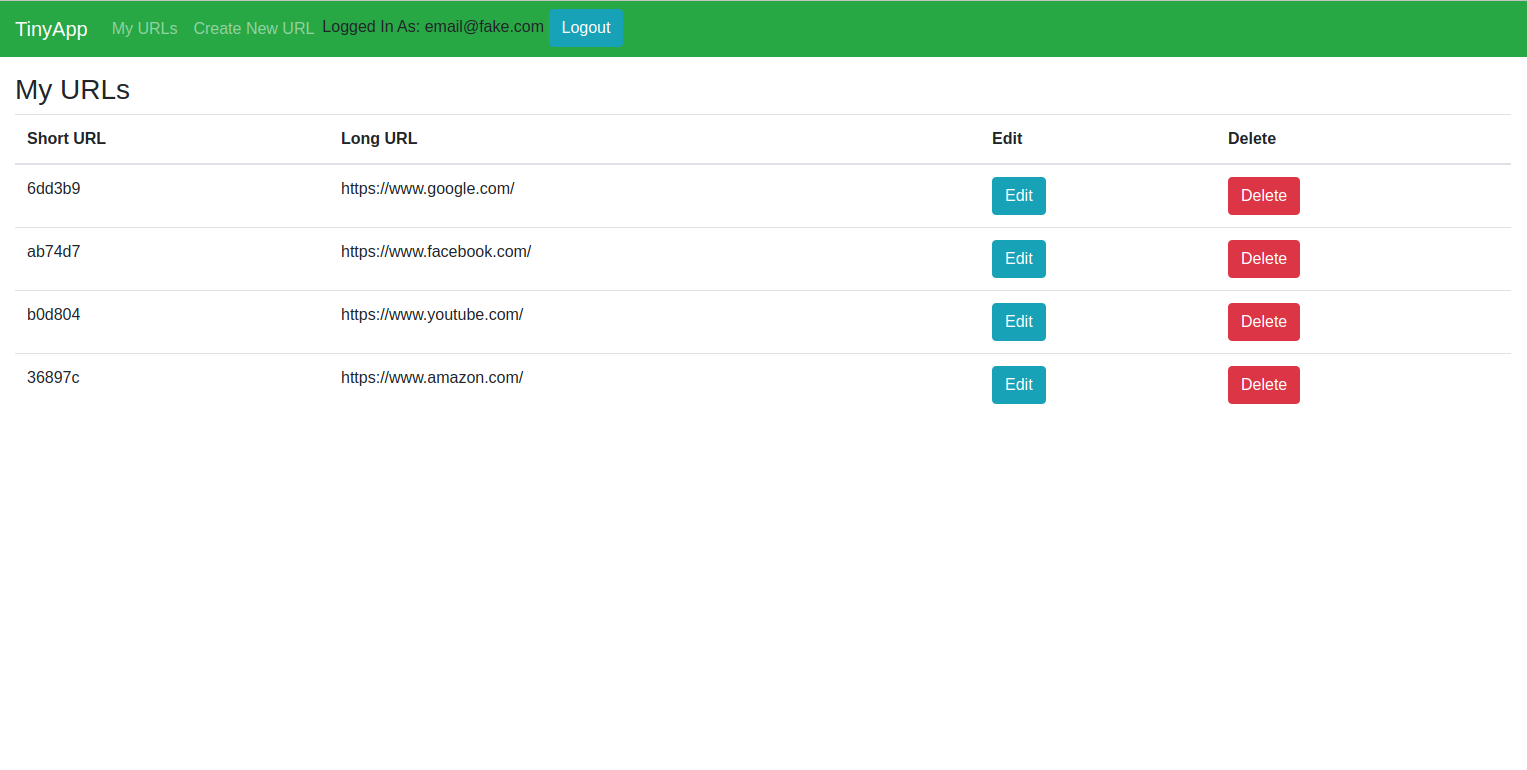 TinyApp My URLs Create New URL Logged In As: email@fake.com Logout
My URLs
Short URL Long URL Edit Delete
6dd3b9 https://www.google.com/ Edit Delete
ab74d7 https://www.facebook.com/ Edit Delete
b0d804 https://www.youtube.com/ Edit Delete
36897c https://www.amazon.com/ Edit Delete